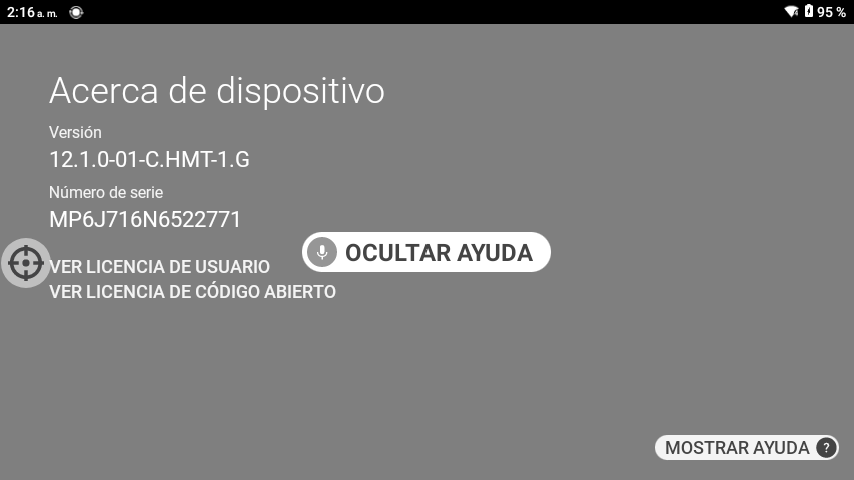 2:16 a. m.
95 %
Acerca de dispositivo
Versión
12.1.0-01-C.HMT-1.G
Número de serie
MP6J716N6522771
OCULTAR AYUDA
VER LICENCIA DE USUARIO
VER LICENCIA DE CÓDIGO ABIERTO
MOSTRAR AYUDA ?